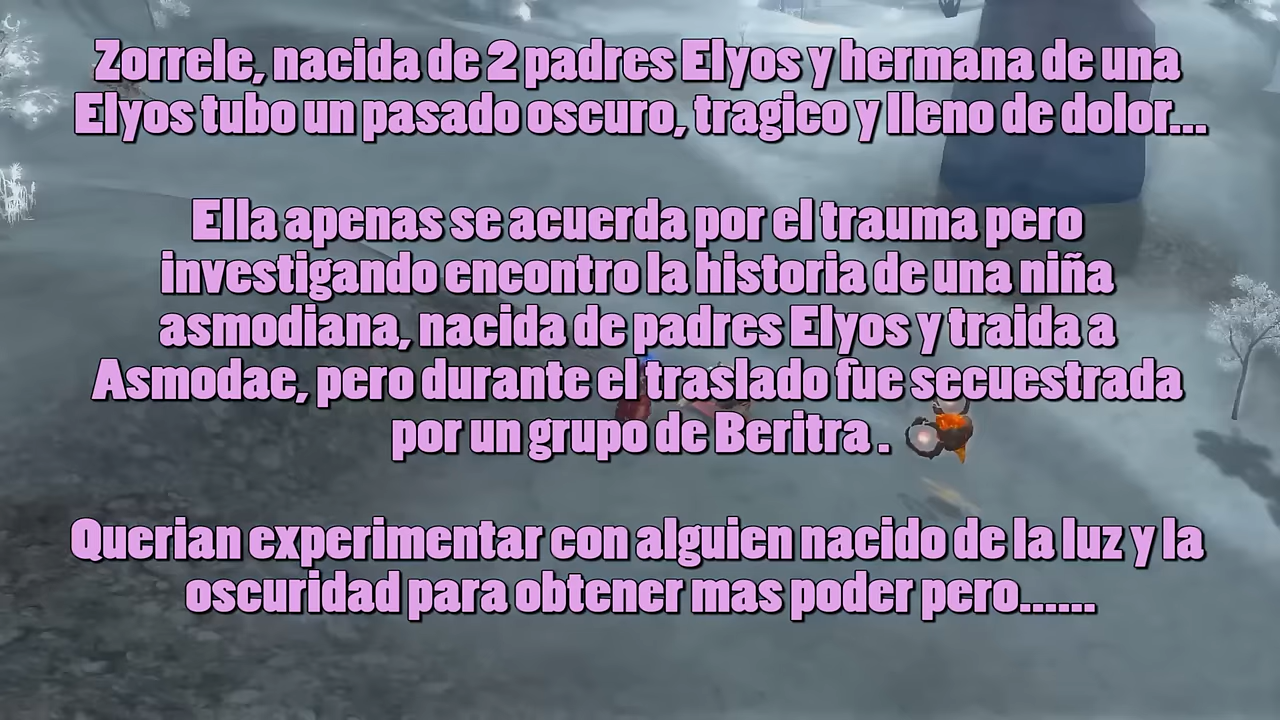 Zorrele, nacida de 2 padres Elyos y hermana de una
Elyos tubo un pasado oscuro, tragico y lleno de dolor...
Ella apenas se acuerda por el trauma pero
investigando encontro la historia de una niña
asmodiana, nacida de padres Elyos y traida a
Asmodae, pero durante el traslado fue secuestrada
por un grupo de Beritra .
Querian experimentar con alguien nacido de la luz y la
oscuridad para obtener mas poder pero.......